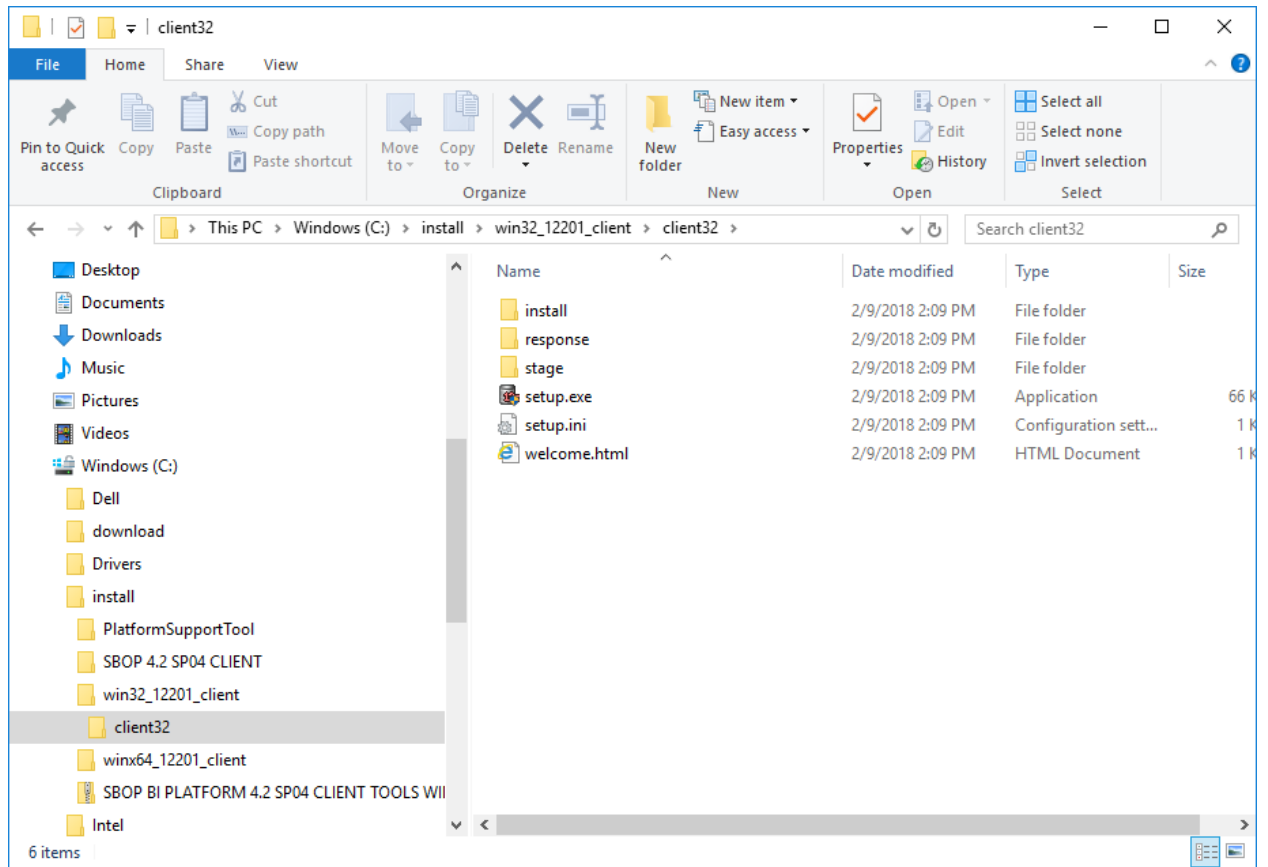 client32
File Home Share View
Pin to Quick access
Copy
Paste
Cut
Copy path
Paste shortcut
Clipboard
Move to
Copy to
Delete
Rename
Organize
New folder
New item
Easy access
New
Properties
Open
Edit
History
Open
Select all
Select none
Invert selection
Select
This PC > Windows (C:) > install > win32_12201_client > client32 >
Search client32
Desktop
Documents
Downloads
Music
Pictures
Videos
Windows (C:)
Dell
download
Drivers
install
PlatformSupportTool
SBOP 4.2 SP04 CLIENT
win32_12201_client
client32
winx64_12201_client
SBOP BI PLATFORM 4.2 SP04 CLIENT TOOLS WI
Intel
Name Date modified Type Size
install 2/9/2018 2:09 PM File folder
response 2/9/2018 2:09 PM File folder
stage 2/9/2018 2:09 PM File folder
setup.exe 2/9/2018 2:09 PM Application 66 K
setup.ini 2/9/2018 2:09 PM Configuration sett... 1 K
welcome.html 2/9/2018 2:09 PM HTML Document 1 K
6 items